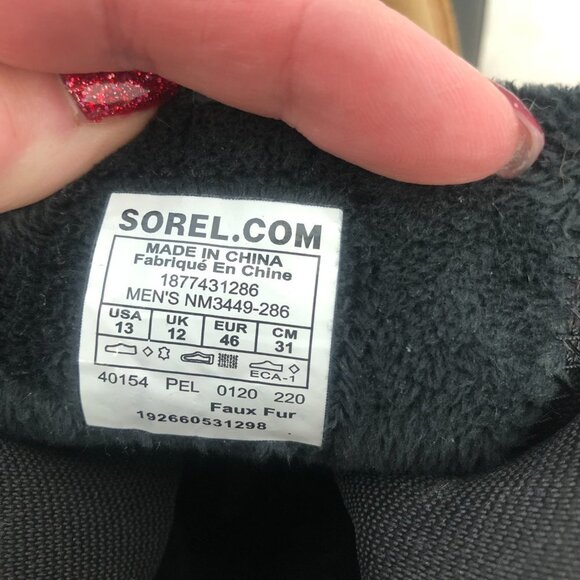 SOREL.COM
MADE IN CHINA
Fabriqué En Chine
1877431286
MEN'S NM3449-286
USA UK EUR CM
13 12 46 31
ECA-1
40154 PEL 0120 220
Faux Fur
192660531298